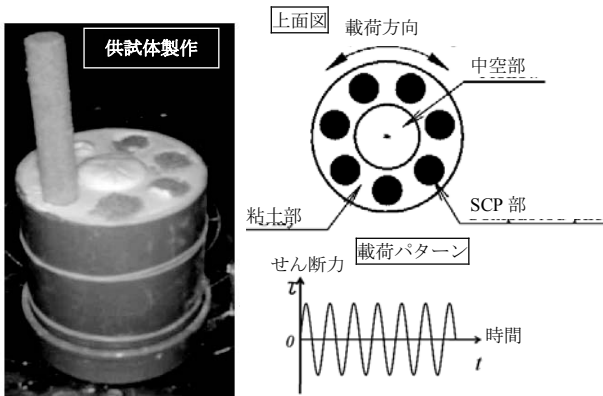 供試体製作
上面図
載荷方向
中空部
粘土部
SCP 部
載荷パターン
せん断力
τ
0
時間
t